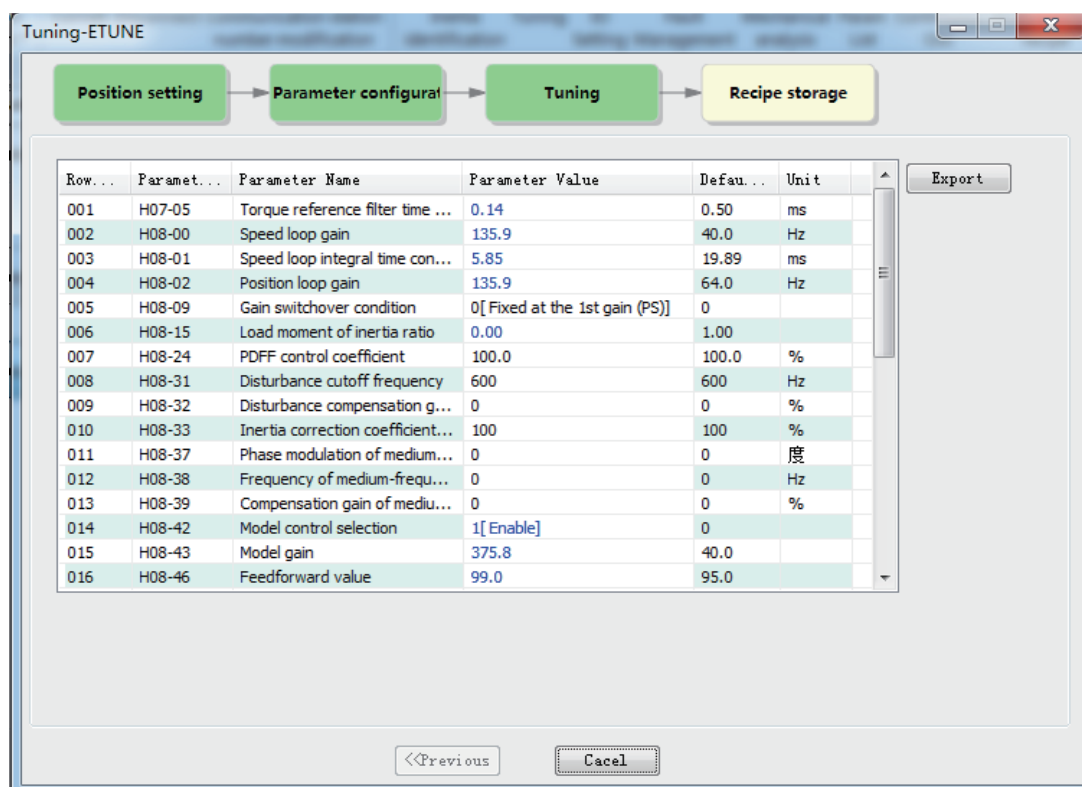 Tuning-ETUNE
Position setting Parameter configurat Tuning Recipe storage
Row... Paramet... Parameter Name Parameter Value Defau... Unit
Export
001 H07-05 Torque reference filter time ... 0.14 0.50 ms
002 H08-00 Speed loop gain 135.9 40.0 Hz
003 H08-01 Speed loop integral time con... 5.85 19.89 ms
004 H08-02 Position loop gain 135.9 64.0 Hz
005 H08-09 Gain switchover condition 0[Fixed at the 1st gain (PS)] 0
006 H08-15 Load moment of inertia ratio 0.00 1.00
007 H08-24 PDFF control coefficient 100.0 100.0 %
008 H08-31 Disturbance cutoff frequency 600 600 Hz
009 H08-32 Disturbance compensation g... 0 0 %
010 H08-33 Inertia correction coefficient... 100 100 %
011 H08-37 Phase modulation of medium... 0 0 度
012 H08-38 Frequency of medium-frequ... 0 0 Hz
013 H08-39 Compensation gain of mediu... 0 0 %
014 H08-42 Model control selection 1[Enable] 0
015 H08-43 Model gain 375.8 40.0
016 H08-46 Feedforward value 99.0 95.0
<<Previous Cacel